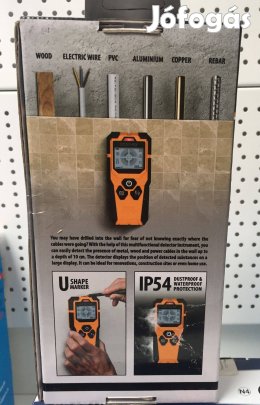 Jófogás
WOOD ELECTRIC WIRE PVC ALUMINIUM COPPER REBAR
You may have drilled into the wall for fear of not knowing exactly where the
cables were going? With the help of this multifunctional detector instrument, you
can easily detect the presence of metal, wood and power cables in the wall up to
a depth of 10 cm. The detector displays the position of detected substances on a
large display. It can be ideal for renovations, construction sites or even home use.
U SHAPE
MARKER
IP54 DUSTPROOF &
WATERPROOF
PROTECTION
N4